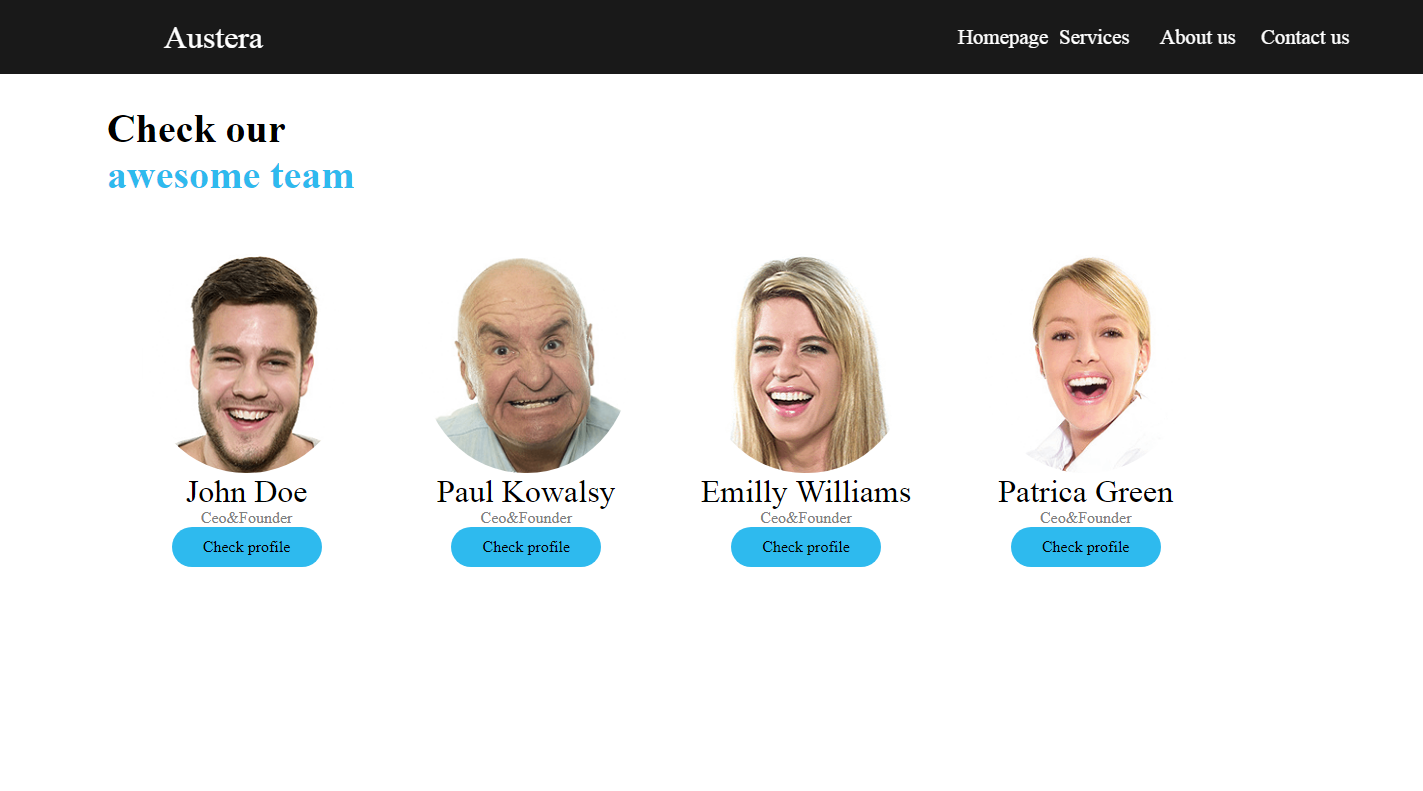 Austera
Homepage Services About us Contact us
Check our
awesome team
John Doe
Ceo&Founder
Check profile
Paul Kowalsy
Ceo&Founder
Check profile
Emilly Williams
Ceo&Founder
Check profile
Patrica Green
Ceo&Founder
Check profile